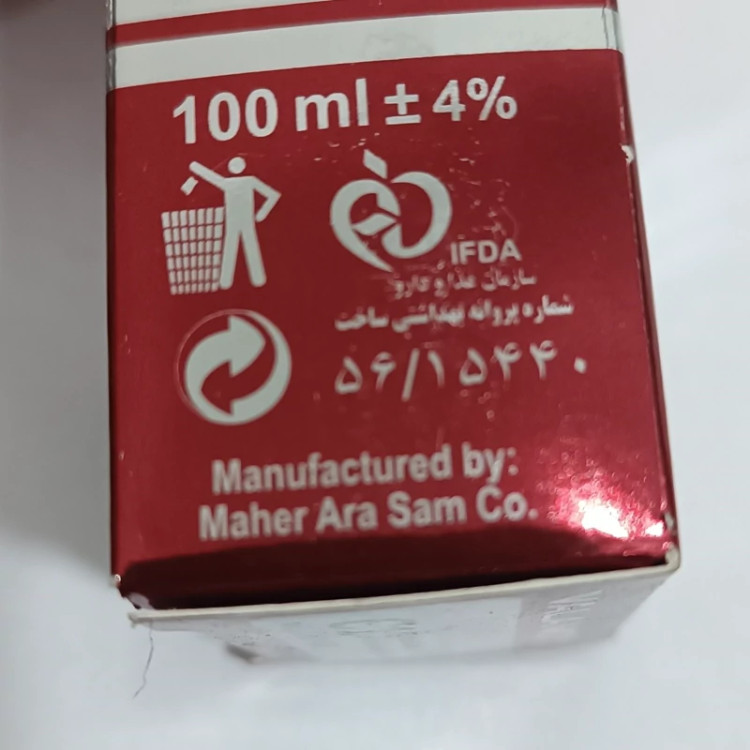 100 ml ± 4%
IFDA
سازمان غذا و دارو
شماره پروانه بهداشتی ساخت
۵۶/۱۵۴۴۰
Manufactured by:
Maher Ara Sam Co.